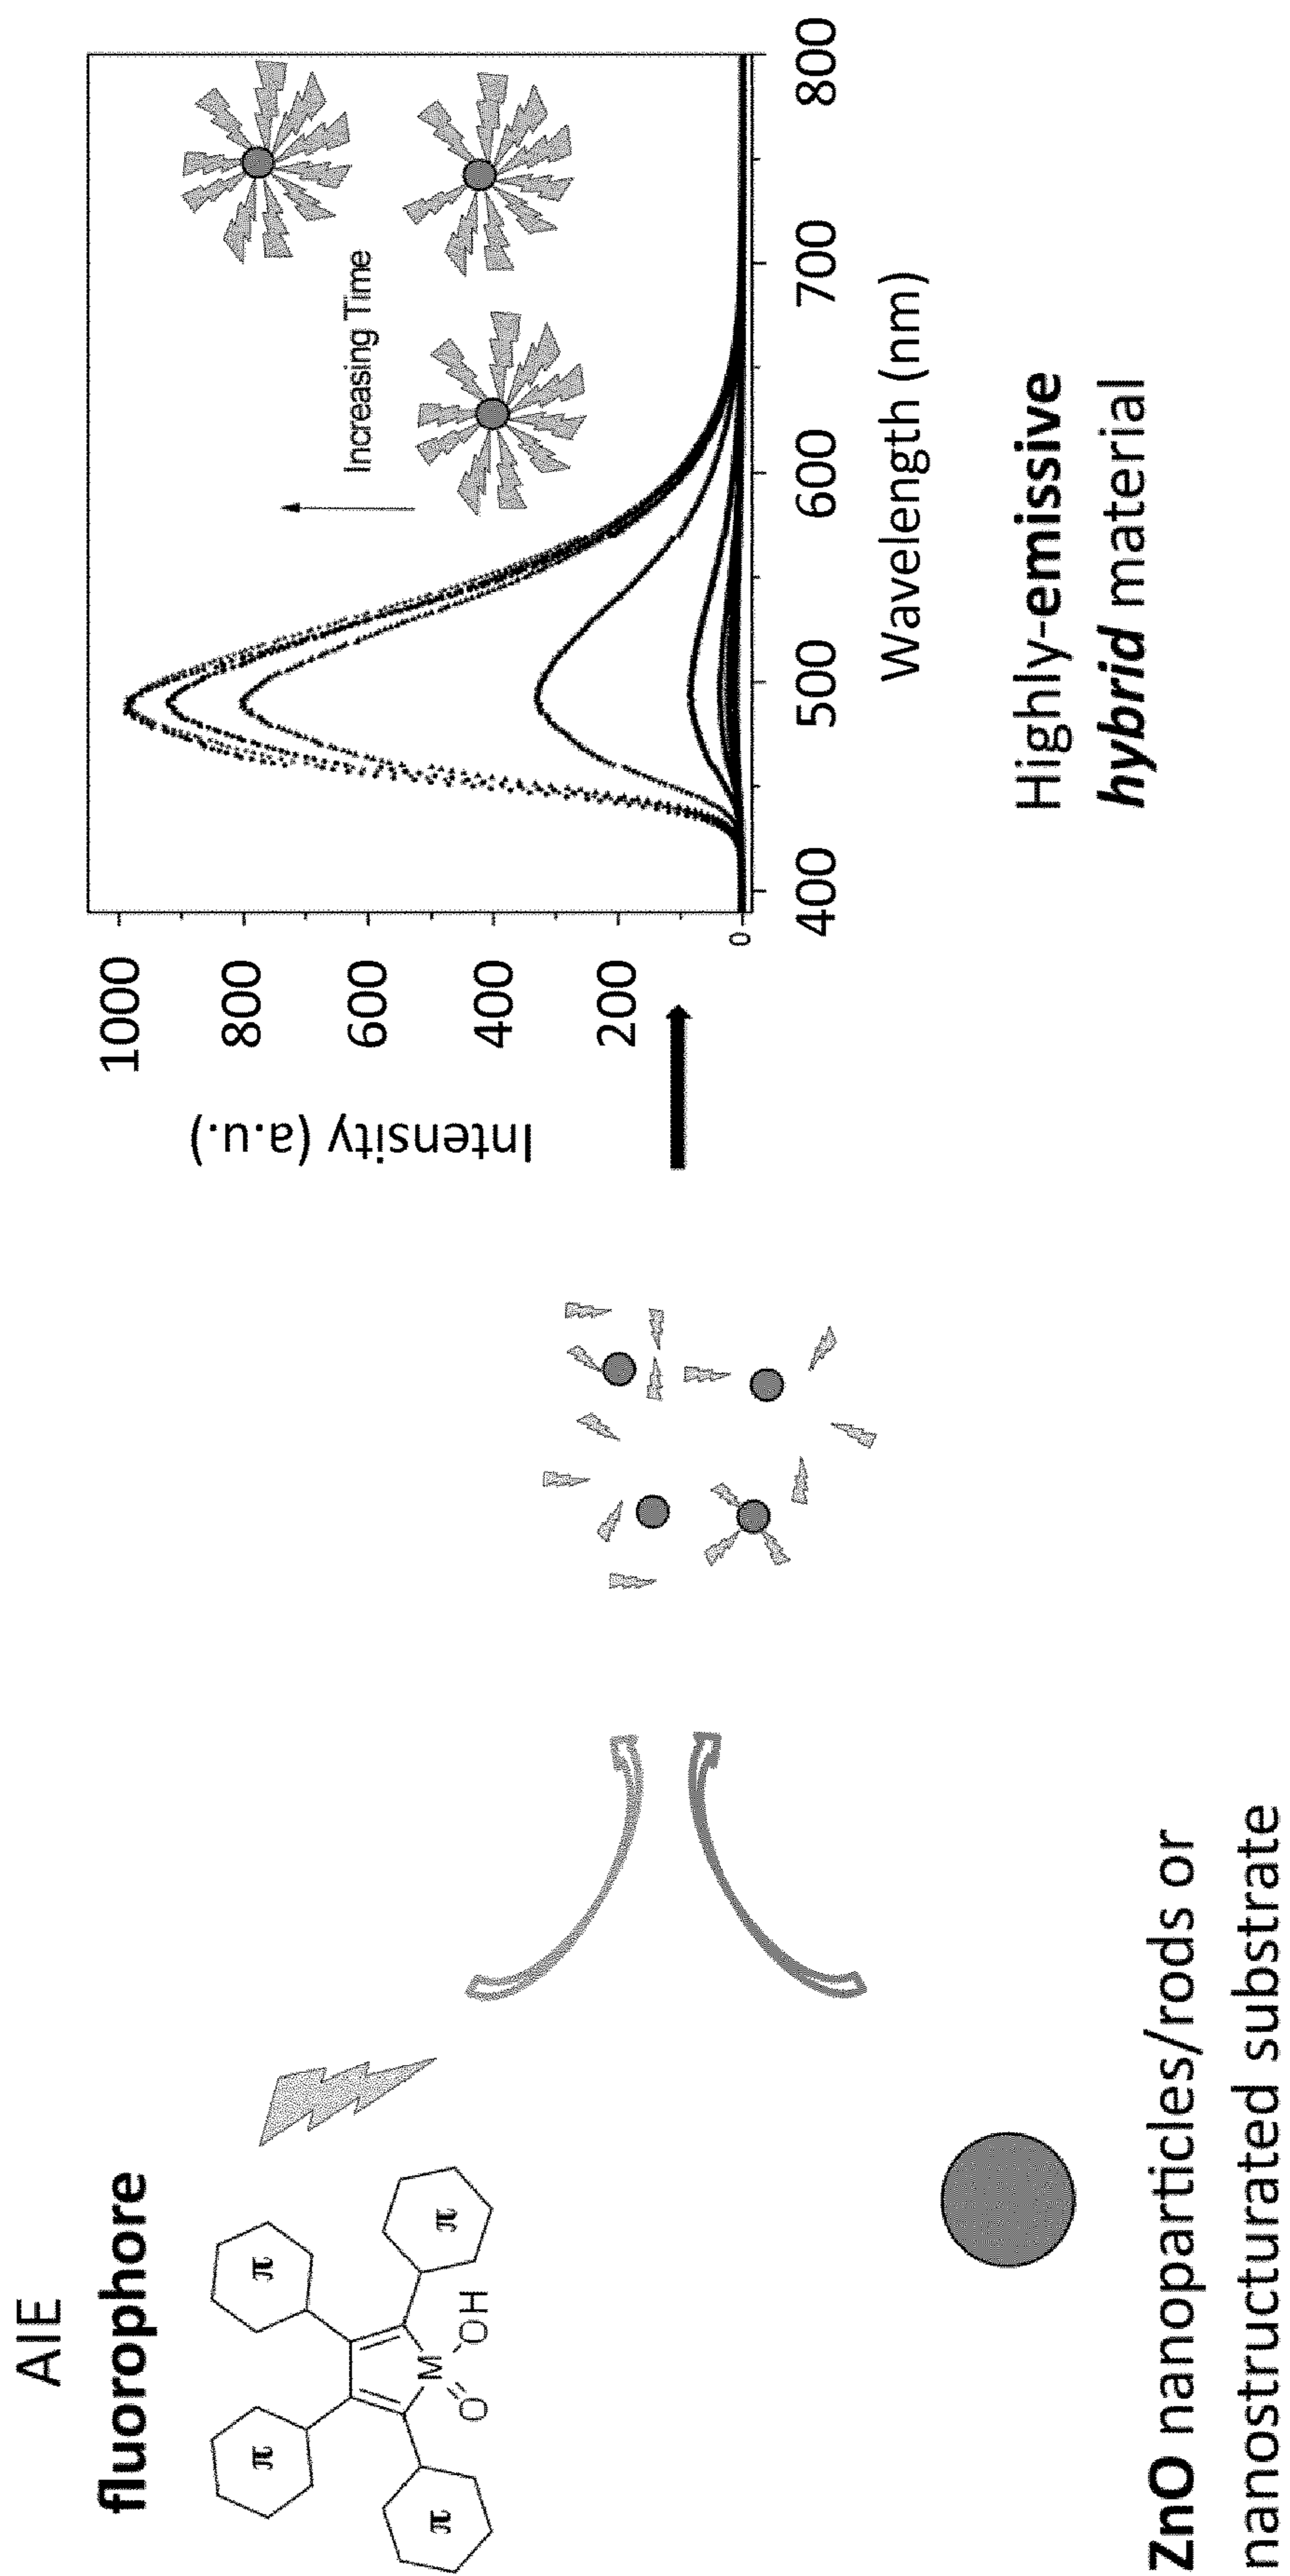 AIE
fluorophore
π
π
π
π
M
O
OH
ZnO nanoparticles/rods or
nanostructurated substrate
Intensity (a.u.)
1000
800
600
400
200
0
Increasing Time
400
500
600
700
800
Wavelength (nm)
Highly-emissive
hybrid material